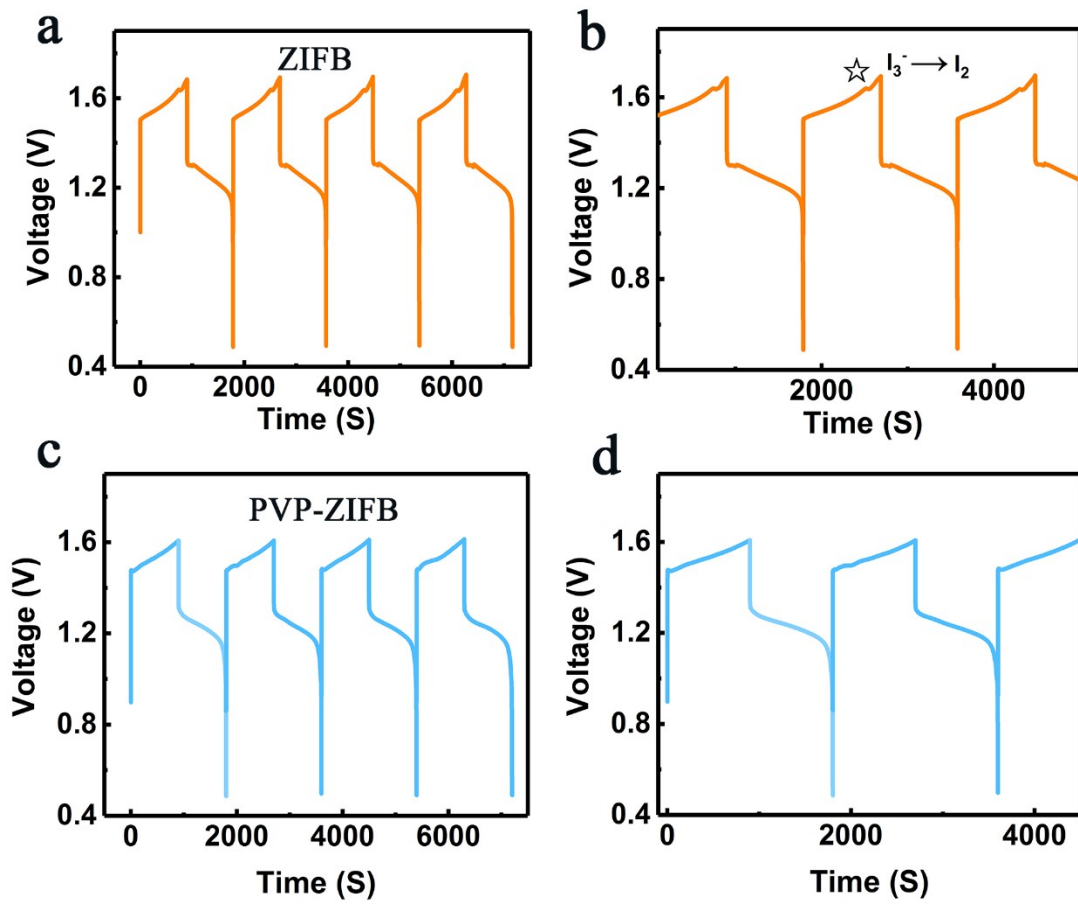 a
ZIFB
Voltage (V)
1.6
1.2
0.8
0.4
0
2000
4000
6000
Time (S)
b
☆ I₃⁻ → I₂
Voltage (V)
1.6
1.2
0.8
0.4
2000
4000
Time (S)
c
PVP-ZIFB
Voltage (V)
1.6
1.2
0.8
0.4
0
2000
4000
6000
Time (S)
d
Voltage (V)
1.6
1.2
0.8
0.4
0
2000
4000
Time (S)